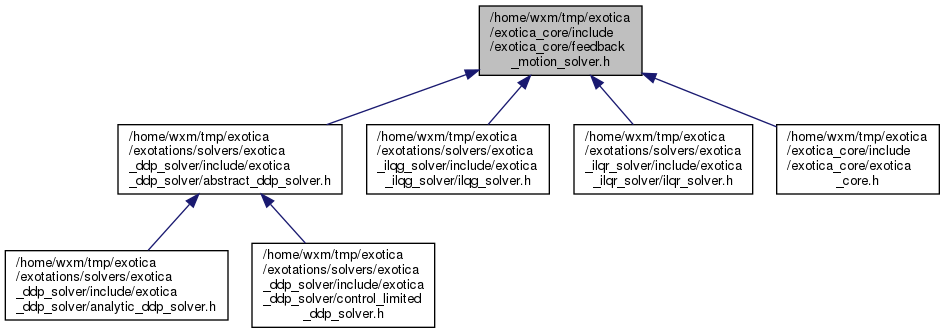 /home/wxm/tmp/exotica
/exotica_core/include
/exotica_core/feedback
_motion_solver.h
/home/wxm/tmp/exotica
/exotations/solvers/exotica
_ddp_solver/include/exotica
_ddp_solver/abstract_ddp_solver.h
/home/wxm/tmp/exotica
/exotations/solvers/exotica
_ilqg_solver/include/exotica
_ilqg_solver/ilqg_solver.h
/home/wxm/tmp/exotica
/exotations/solvers/exotica
_ilqr_solver/include/exotica
_ilqr_solver/ilqr_solver.h
/home/wxm/tmp/exotica
/exotica_core/include
/exotica_core/exotica
_core.h
/home/wxm/tmp/exotica
/exotations/solvers/exotica
_ddp_solver/include/exotica
_ddp_solver/analytic_ddp_solver.h
/home/wxm/tmp/exotica
/exotations/solvers/exotica
_ddp_solver/include/exotica
_ddp_solver/control_limited
_ddp_solver.h